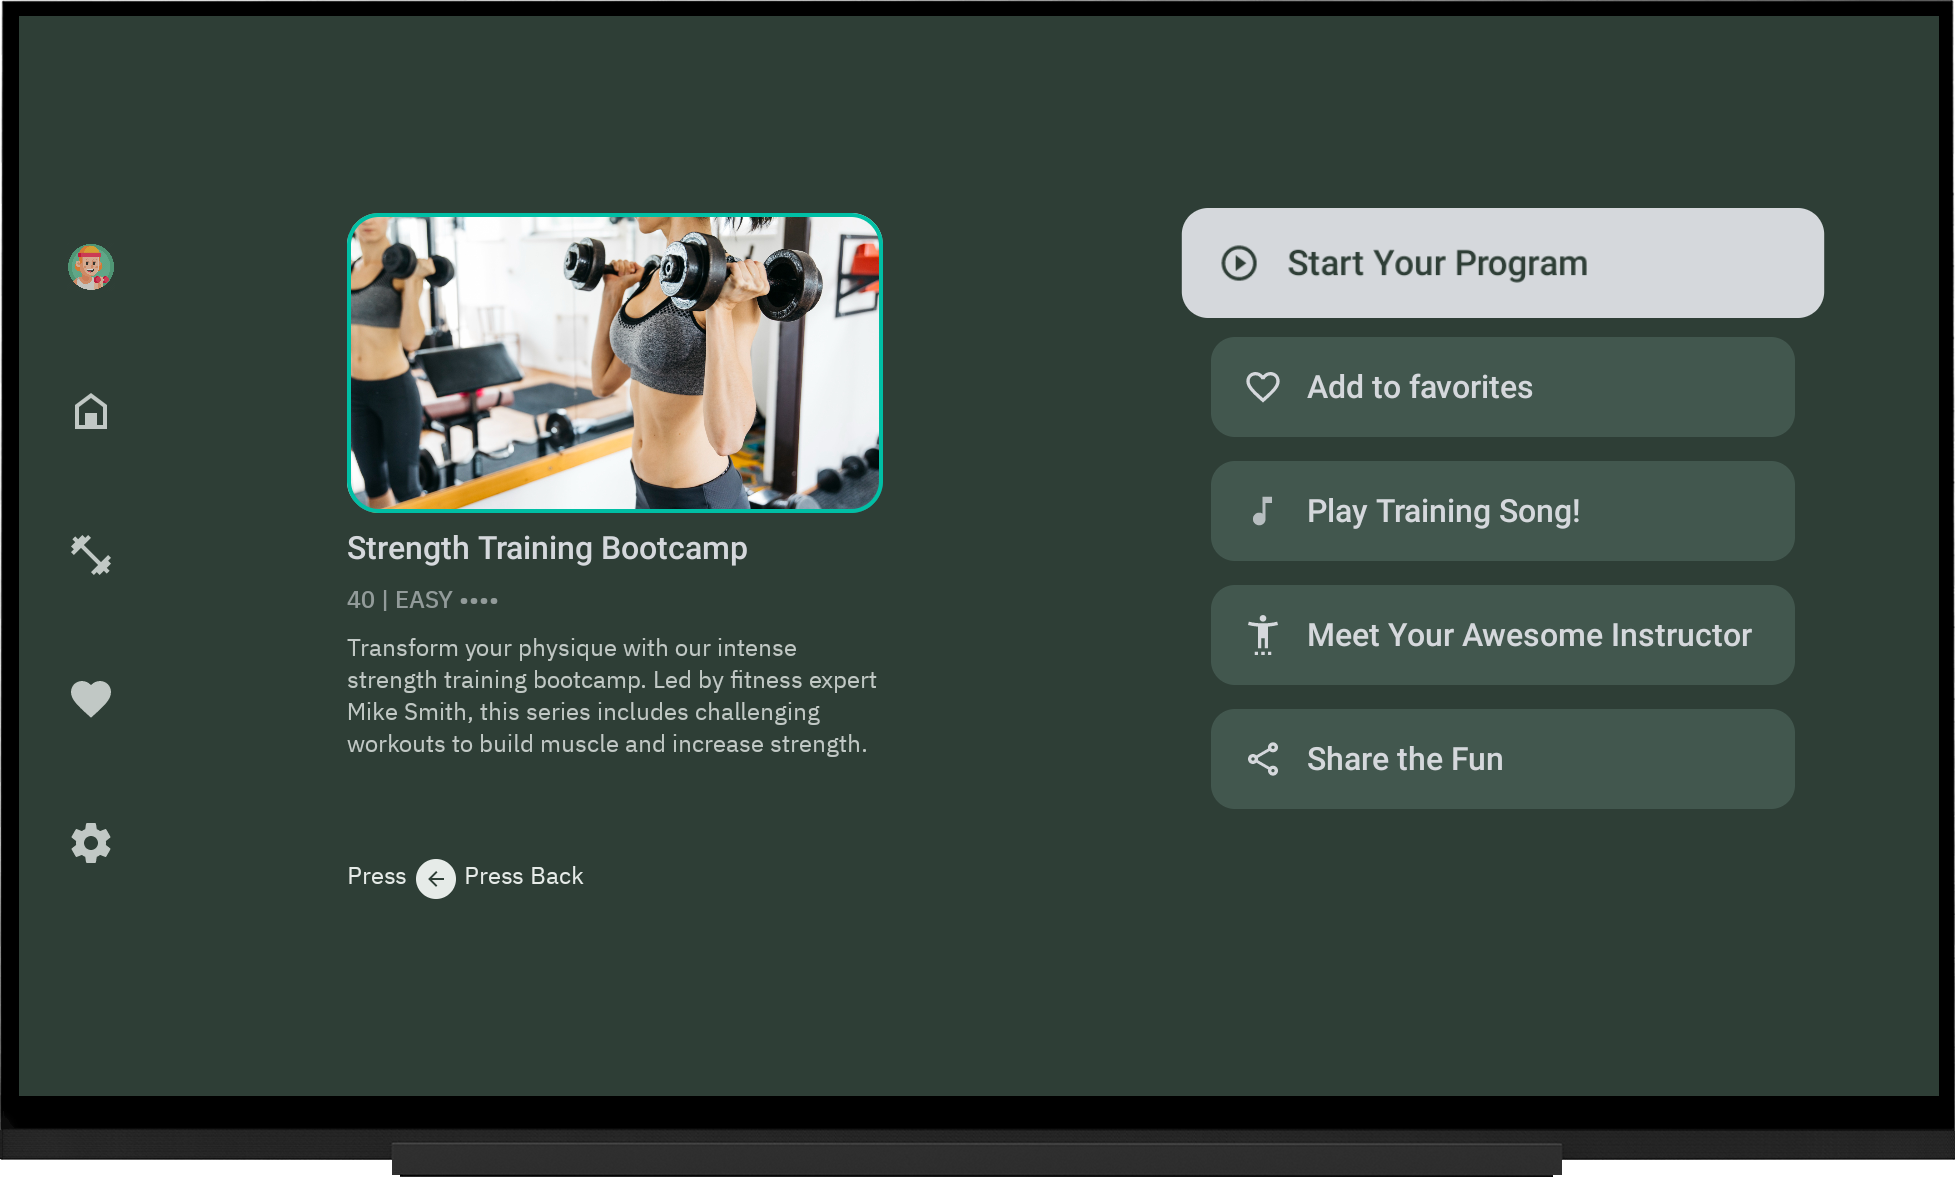 Strength Training Bootcamp
40 | EASY ••••
Transform your physique with our intense
strength training bootcamp. Led by fitness expert
Mike Smith, this series includes challenging
workouts to build muscle and increase strength.
Press ← Press Back
Start Your Program
Add to favorites
Play Training Song!
Meet Your Awesome Instructor
Share the Fun